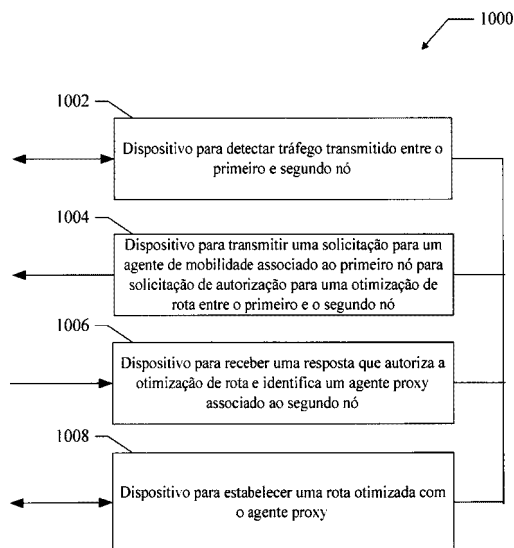 1000
1002
Dispositivo para detectar tráfego transmitido entre o
primeiro e segundo nó
1004
Dispositivo para transmitir uma solicitação para um
agente de mobilidade associado ao primeiro nó para
solicitação de autorização para uma otimização de
rota entre o primeiro e o segundo nó
1006
Dispositivo para receber uma resposta que autoriza a
otimização de rota e identifica um agente proxy
associado ao segundo nó
1008
Dispositivo para estabelecer uma rota otimizada com
o agente proxy